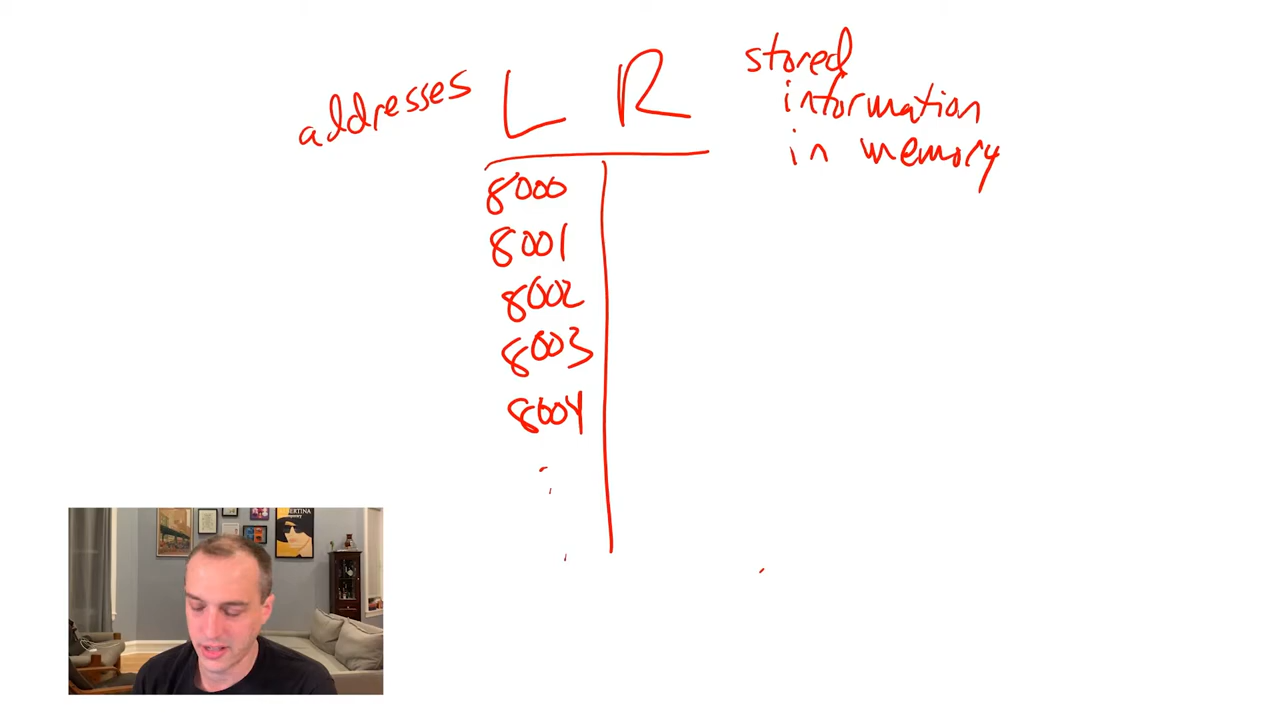 addresses L R stored
information
in memory
8000
8001
8002
8003
8004